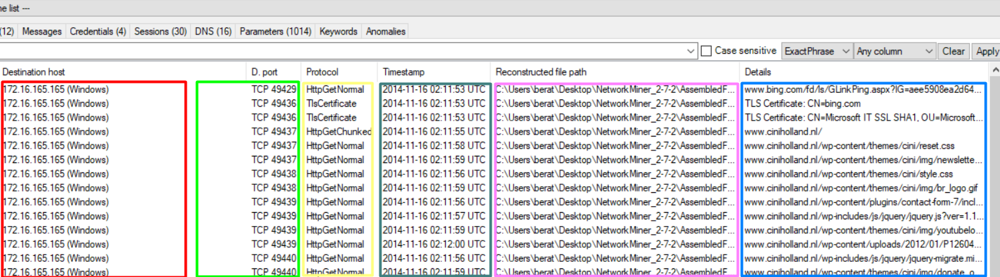 ne list ---
(12) Messages Credentials (4) Sessions (30) DNS (16) Parameters (1014) Keywords Anomalies
Case sensitive ExactPhrase Any column Clear Apply
Destination host D. port Protocol Timestamp Reconstructed file path Details
172.16.165.165 (Windows) TCP 49429 HttpGetNormal 2014-11-16 02:11:53 UTC C:\Users\berat\Desktop\NetworkMiner_2-7-2\AssembledF... www.bing.com/fd/ls/GLinkPing.aspx?IG=aee5908ea2d64...
172.16.165.165 (Windows) TCP 49436 TlsCertificate 2014-11-16 02:11:53 UTC C:\Users\berat\Desktop\NetworkMiner_2-7-2\AssembledF... TLS Certificate: CN=bing.com
172.16.165.165 (Windows) TCP 49436 TlsCertificate 2014-11-16 02:11:53 UTC C:\Users\berat\Desktop\NetworkMiner_2-7-2\AssembledF... TLS Certificate: CN=Microsoft IT SSL SHA1, OU=Microsoft...
172.16.165.165 (Windows) TCP 49437 HttpGetChunked 2014-11-16 02:11:55 UTC C:\Users\berat\Desktop\NetworkMiner_2-7-2\AssembledF... www.ciniholland.nl/
172.16.165.165 (Windows) TCP 49437 HttpGetNormal 2014-11-16 02:11:58 UTC C:\Users\berat\Desktop\NetworkMiner_2-7-2\AssembledF... www.ciniholland.nl/wp-content/themes/cini/reset.css
172.16.165.165 (Windows) TCP 49437 HttpGetNormal 2014-11-16 02:11:59 UTC C:\Users\berat\Desktop\NetworkMiner_2-7-2\AssembledF... www.ciniholland.nl/wp-content/themes/cini/img/newslette...
172.16.165.165 (Windows) TCP 49438 HttpGetNormal 2014-11-16 02:11:56 UTC C:\Users\berat\Desktop\NetworkMiner_2-7-2\AssembledF... www.ciniholland.nl/wp-content/themes/cini/style.css
172.16.165.165 (Windows) TCP 49438 HttpGetNormal 2014-11-16 02:11:59 UTC C:\Users\berat\Desktop\NetworkMiner_2-7-2\AssembledF... www.ciniholland.nl/wp-content/themes/cini/img/br_logo.gif
172.16.165.165 (Windows) TCP 49439 HttpGetNormal 2014-11-16 02:11:56 UTC C:\Users\berat\Desktop\NetworkMiner_2-7-2\AssembledF... www.ciniholland.nl/wp-content/plugins/contact-form-7/incl...
172.16.165.165 (Windows) TCP 49439 HttpGetNormal 2014-11-16 02:11:57 UTC C:\Users\berat\Desktop\NetworkMiner_2-7-2\AssembledF... www.ciniholland.nl/wp-includes/js/jquery/jquery.js?ver=1.1...
172.16.165.165 (Windows) TCP 49439 HttpGetNormal 2014-11-16 02:11:59 UTC C:\Users\berat\Desktop\NetworkMiner_2-7-2\AssembledF... www.ciniholland.nl/wp-content/themes/cini/img/youtubelo...
172.16.165.165 (Windows) TCP 49439 HttpGetNormal 2014-11-16 02:12:00 UTC C:\Users\berat\Desktop\NetworkMiner_2-7-2\AssembledF... www.ciniholland.nl/wp-content/uploads/2012/01/P12604...
172.16.165.165 (Windows) TCP 49440 HttpGetNormal 2014-11-16 02:11:56 UTC C:\Users\berat\Desktop\NetworkMiner_2-7-2\AssembledF... www.ciniholland.nl/wp-includes/js/jquery/jquery-migrate.mi...
172.16.165.165 (Windows) TCP 49440 HttpGetNormal 2014-11-16 02:11:59 UTC C:\Users\berat\Desktop\NetworkMiner_2-7-2\AssembledF... www.ciniholland.nl/wp-content/themes/cini/img/donate_o...